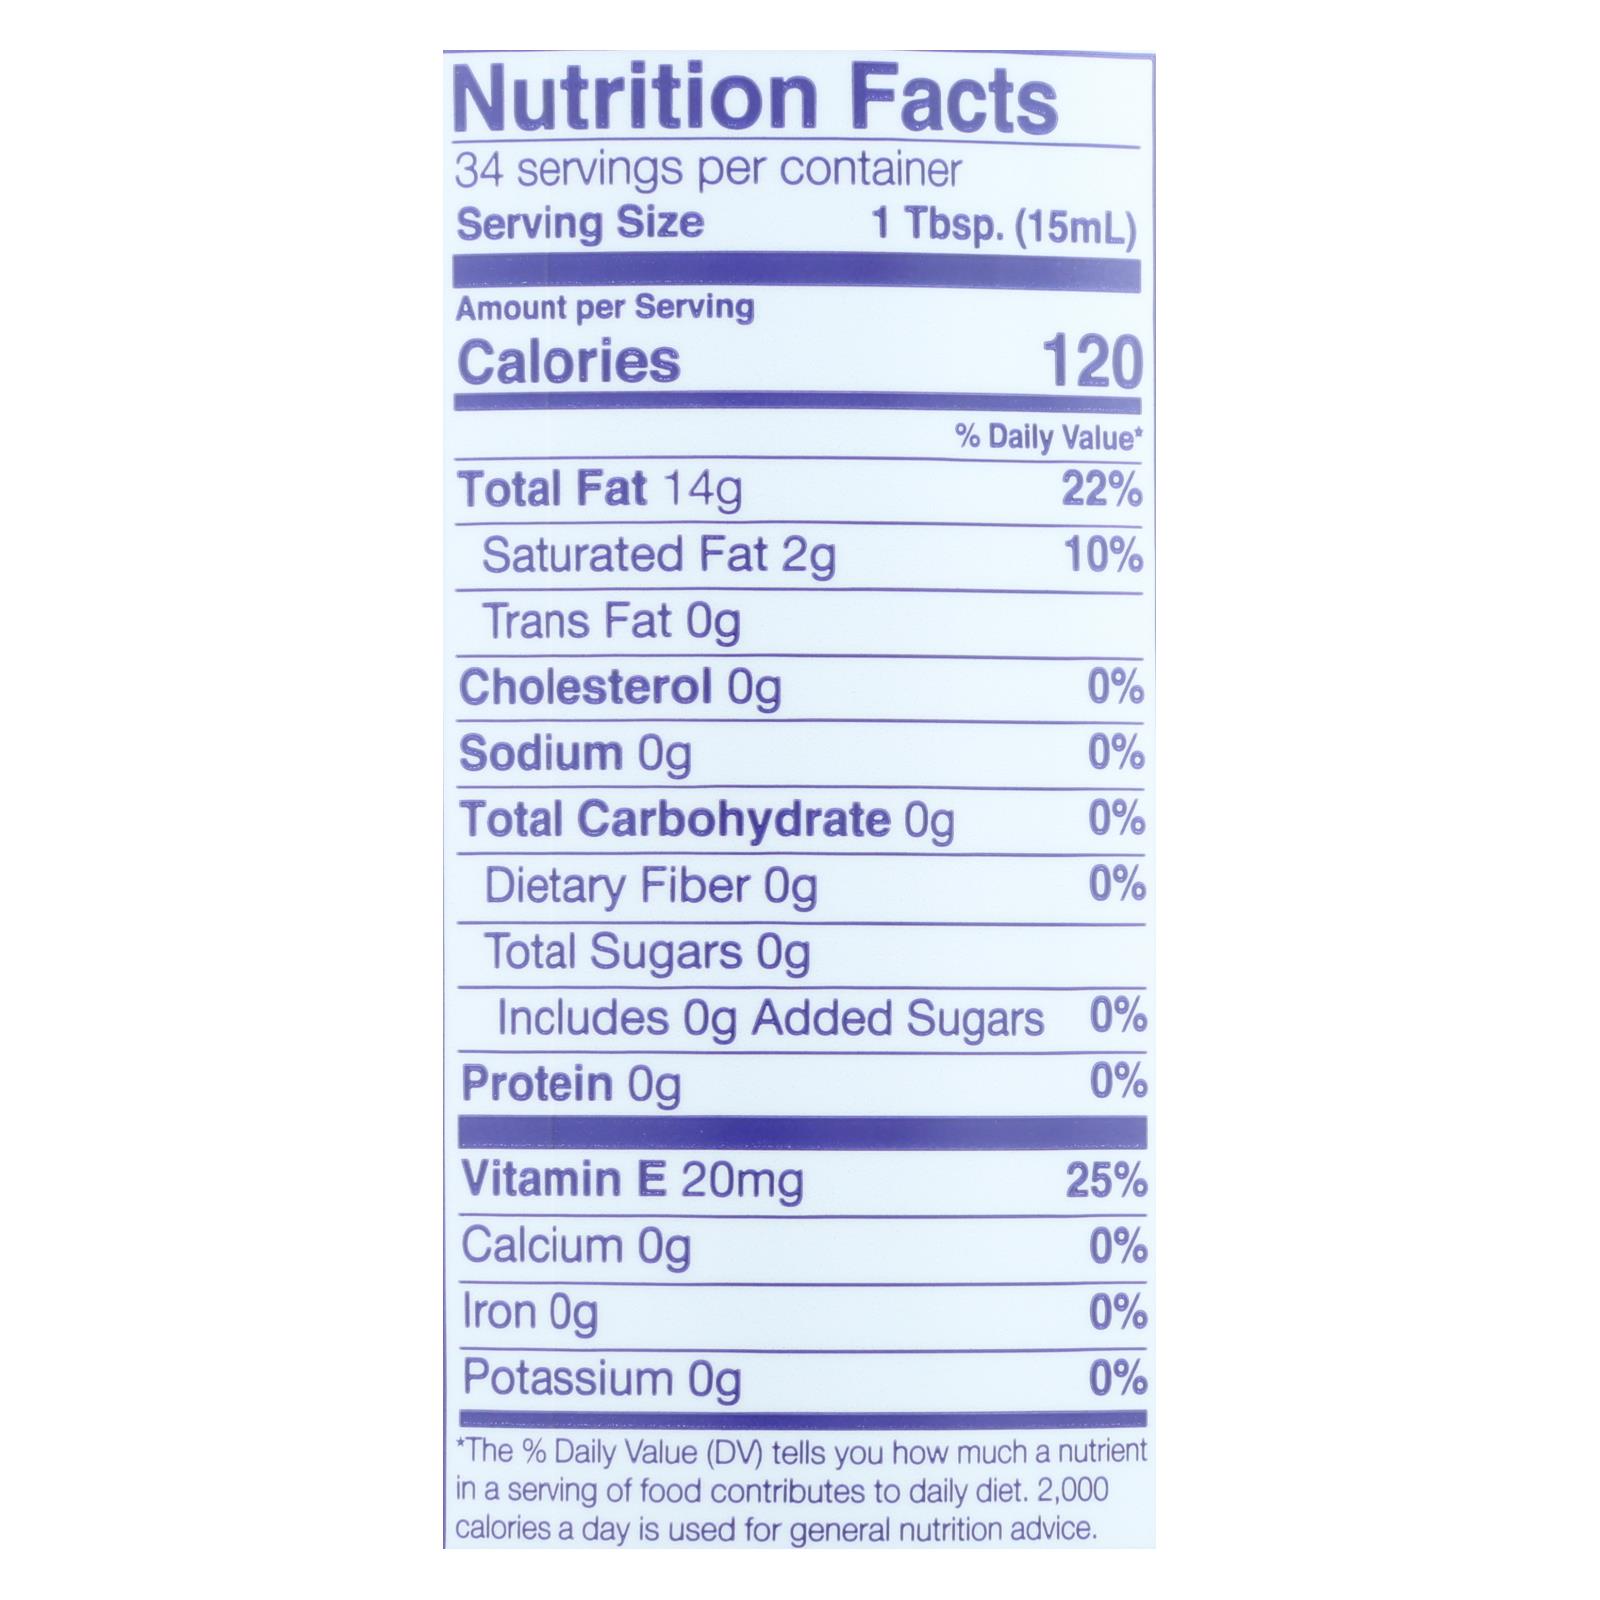 Nutrition Facts
34 servings per container
Serving Size 1 Tbsp. (15mL)
Amount per Serving
Calories 120
% Daily Value*
Total Fat 14g 22%
Saturated Fat 2g 10%
Trans Fat 0g
Cholesterol 0g 0%
Sodium 0g 0%
Total Carbohydrate 0g 0%
Dietary Fiber 0g 0%
Total Sugars 0g
Includes 0g Added Sugars 0%
Protein 0g 0%
Vitamin E 20mg 25%
Calcium 0g 0%
Iron 0g 0%
Potassium 0g 0%
*The % Daily Value (DV) tells you how much a nutrient
in a serving of food contributes to daily diet. 2,000
calories a day is used for general nutrition advice.